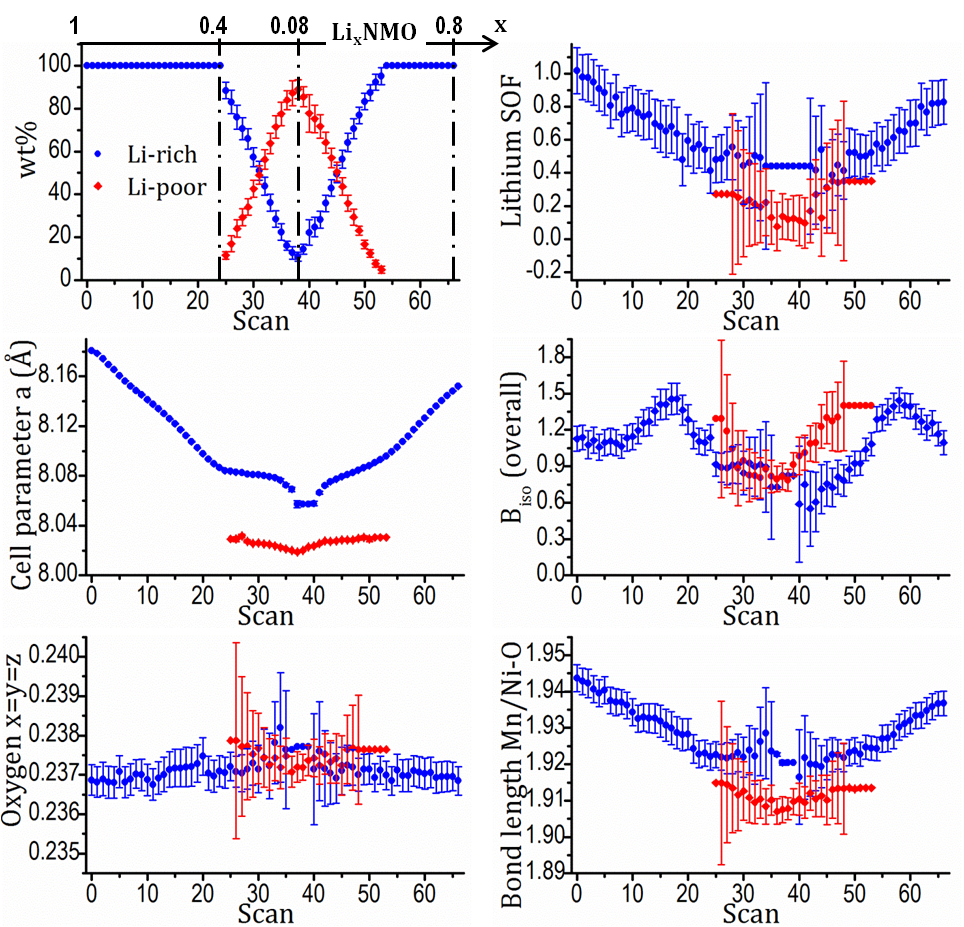 1 0.4 0.08 LixNMO 0.8 x
wt%
100
80
60
40
20
0
Li-rich
Li-poor
0 10 20 30 40 50 60
Scan
Lithium SOF
1.0
0.8
0.6
0.4
0.2
0.0
-0.2
0 10 20 30 40 50 60
Scan
Cell parameter a (Å)
8.16
8.12
8.08
8.04
8.00
0 10 20 30 40 50 60
Scan
Biso (overall)
1.8
1.5
1.2
0.9
0.6
0.3
0.0
0 10 20 30 40 50 60
Scan
Oxygen x=y=z
0.240
0.239
0.238
0.237
0.236
0.235
0 10 20 30 40 50 60
Scan
Bond length Mn/Ni-O
1.95
1.94
1.93
1.92
1.91
1.90
1.89
0 10 20 30 40 50 60
Scan